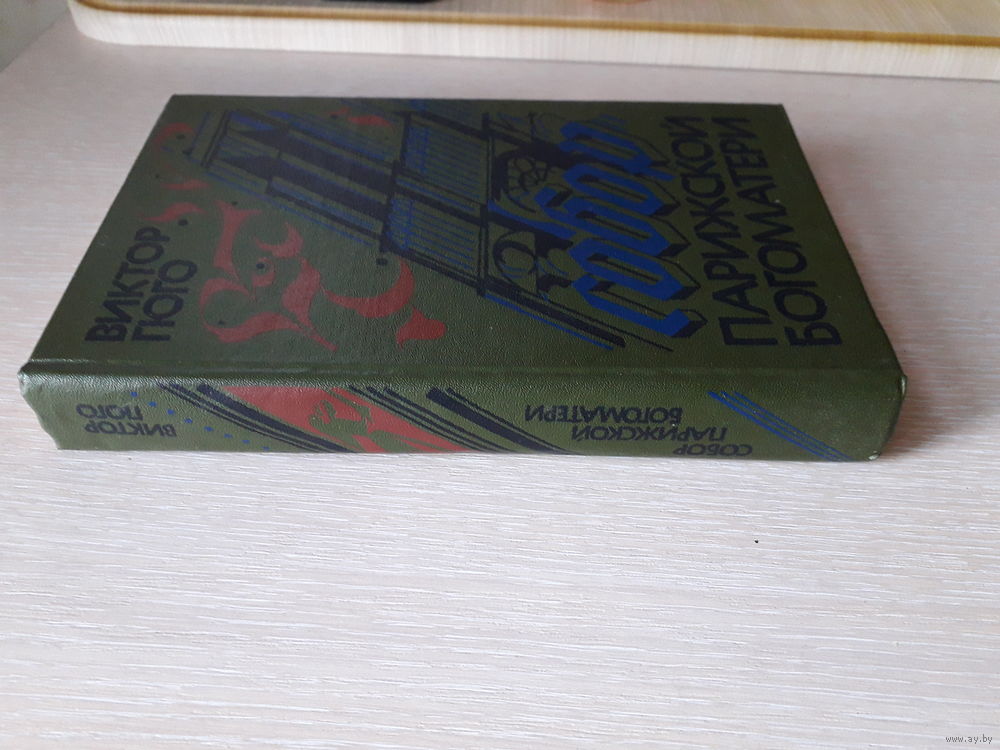 ВИКТОР
ГЮГО
Собор
ПАРИЖСКОЙ
БОГОМАТЕРИ
ВИКТОР
ГЮГО
СОБОР
ПАРИЖСКОЙ
БОГОМАТЕРИ
www.ay.by